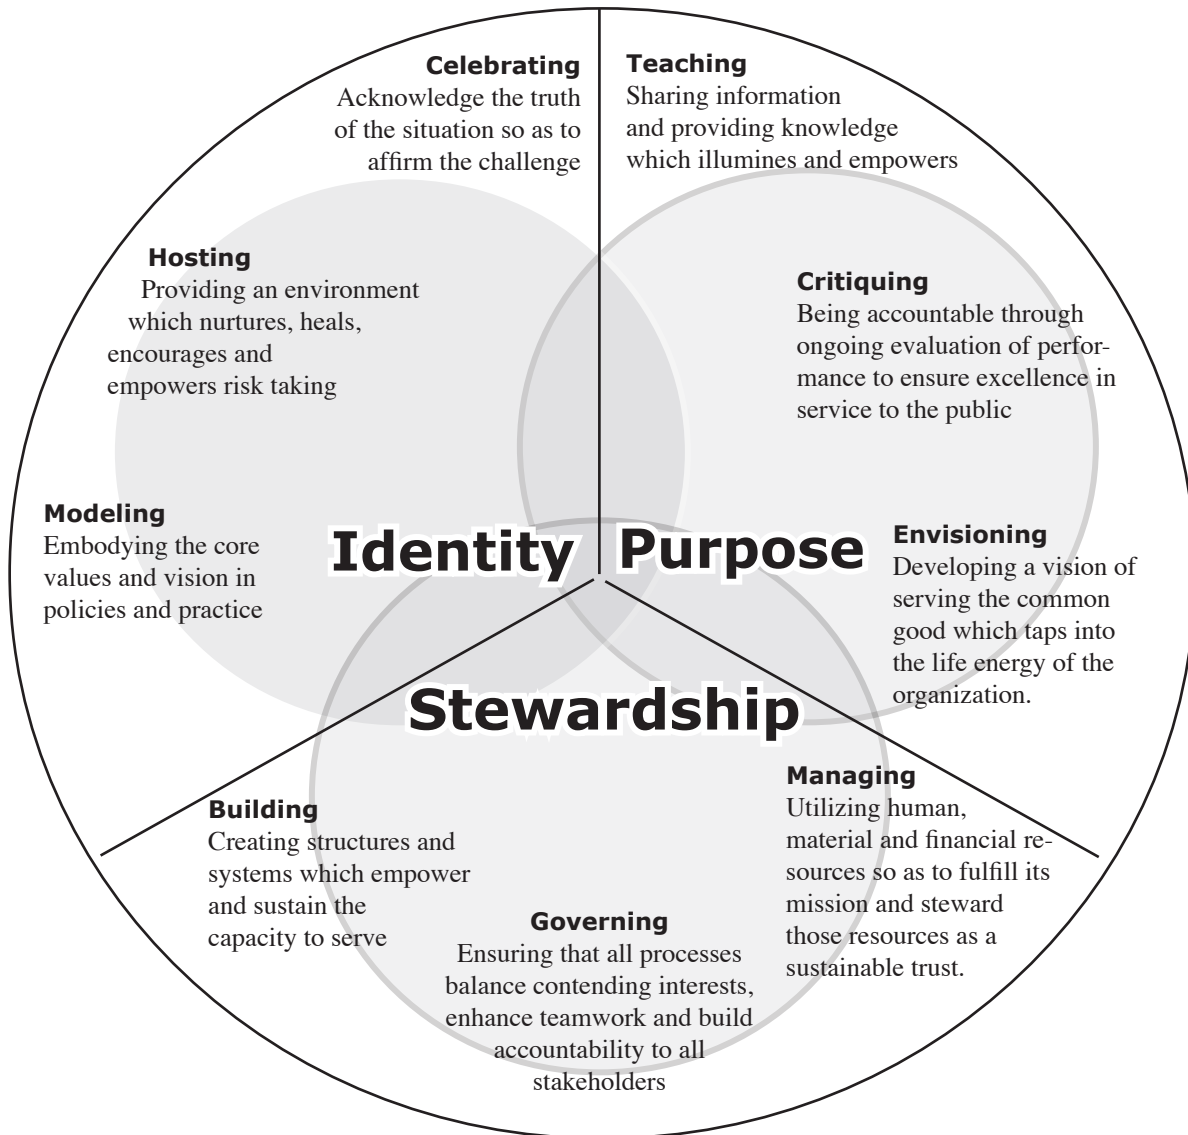 Celebrating
Acknowledge the truth
of the situation so as to
affirm the challenge
Teaching
Sharing information
and providing knowledge
which illumines and empowers
Hosting
Providing an environment
which nurtures, heals,
encourages and
empowers risk taking
Critiquing
Being accountable through
ongoing evaluation of perfor-
mance to ensure excellence in
service to the public
Modeling
Embodying the core
values and vision in
policies and practice
Identity
Purpose
Envisioning
Developing a vision of
serving the common
good which taps into
the life energy of the
organization.
Stewardship
Building
Creating structures and
systems which empower
and sustain the
capacity to serve
Governing
Ensuring that all processes
balance contending interests,
enhance teamwork and build
accountability to all
stakeholders
Managing
Utilizing human,
material and financial re-
sources so as to fulfill its
mission and steward
those resources as a
sustainable trust.